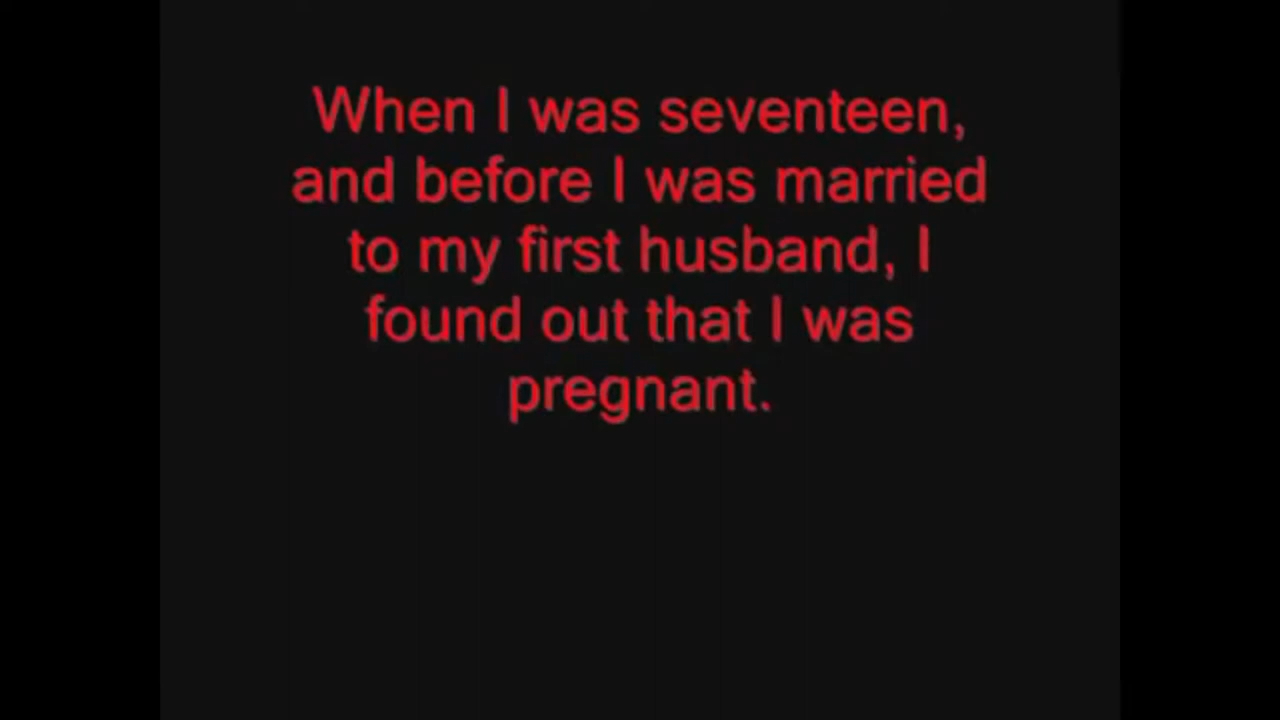 When I was seventeen,
and before I was married
to my first husband, I
found out that I was
pregnant.